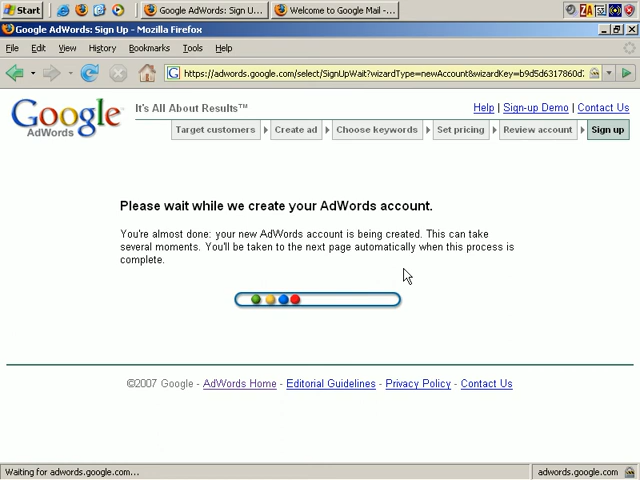 Start
Google AdWords: Sign U...
Welcome to Google Mail -...
Google AdWords: Sign Up - Mozilla Firefox
File Edit View History Bookmarks Tools Help
https://adwords.google.com/select/SignUpWait?wizardType=newAccount&wizardKey=b9d5d6317860d7
Google
AdWords
It's All About Results™
Help | Sign-up Demo | Contact Us
Target customers Create ad Choose keywords Set pricing Review account Sign up
Please wait while we create your AdWords account.
You're almost done: your new AdWords account is being created. This can take
several moments. You'll be taken to the next page automatically when this process is
complete.
©2007 Google - AdWords Home - Editorial Guidelines - Privacy Policy - Contact Us
Waiting for adwords.google.com...
adwords.google.com